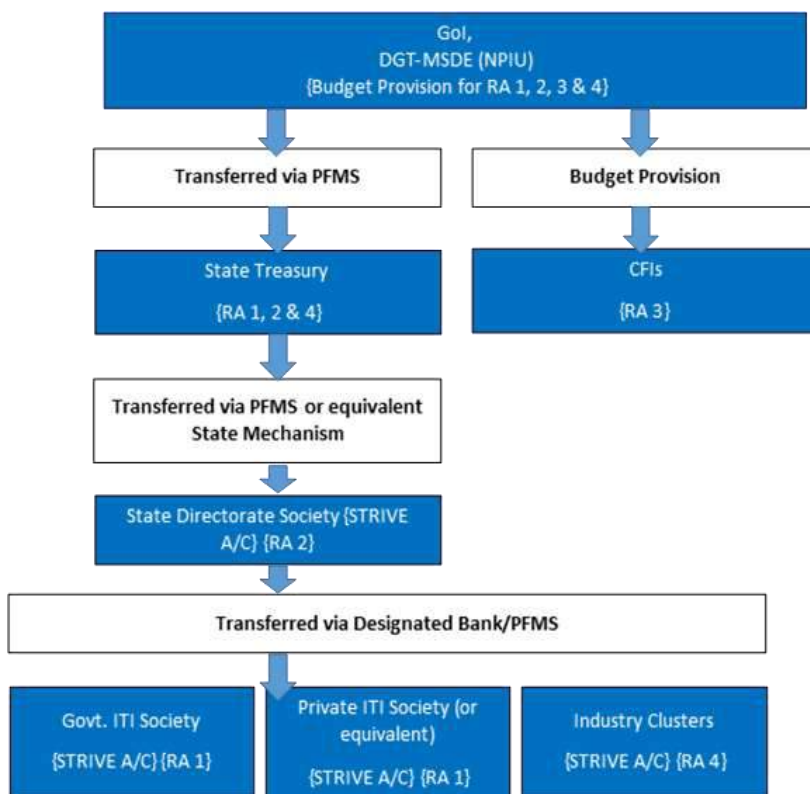 GoI,
DGT-MSDE (NPIU)
{Budget Provision for RA 1, 2, 3 & 4}
Transferred via PFMS
Budget Provision
State Treasury
{RA 1, 2 & 4}
CFIs
{RA 3}
Transferred via PFMS or equivalent
State Mechanism
State Directorate Society {STRIVE
A/C} {RA 2}
Transferred via Designated Bank/PFMS
Govt. ITI Society
{STRIVE A/C} {RA 1}
Private ITI Society (or
equivalent)
{STRIVE A/C} {RA 1}
Industry Clusters
{STRIVE A/C} {RA 4}